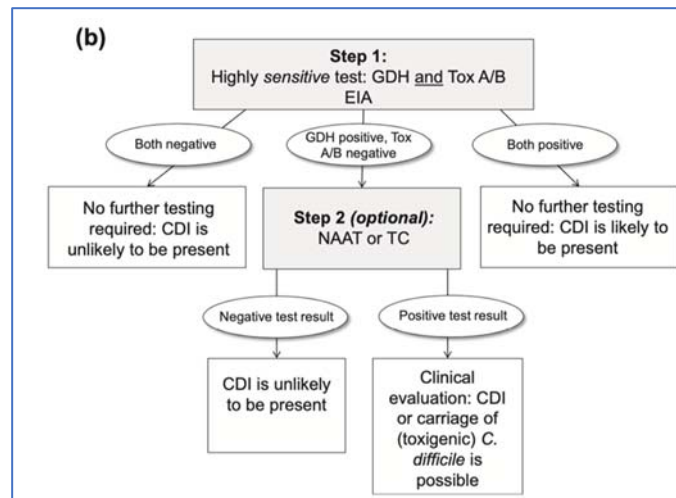 (b)
Step 1:
Highly sensitive test: GDH and Tox A/B
EIA
Both negative
GDH positive, Tox
A/B negative
Both positive
No further testing
required: CDI is
unlikely to be present
Step 2 (optional):
NAAT or TC
No further testing
required: CDI is likely to
be present
Negative test result
Positive test result
CDI is unlikely
to be present
Clinical
evaluation: CDI
or carriage of
(toxigenic) C.
difficile is
possible